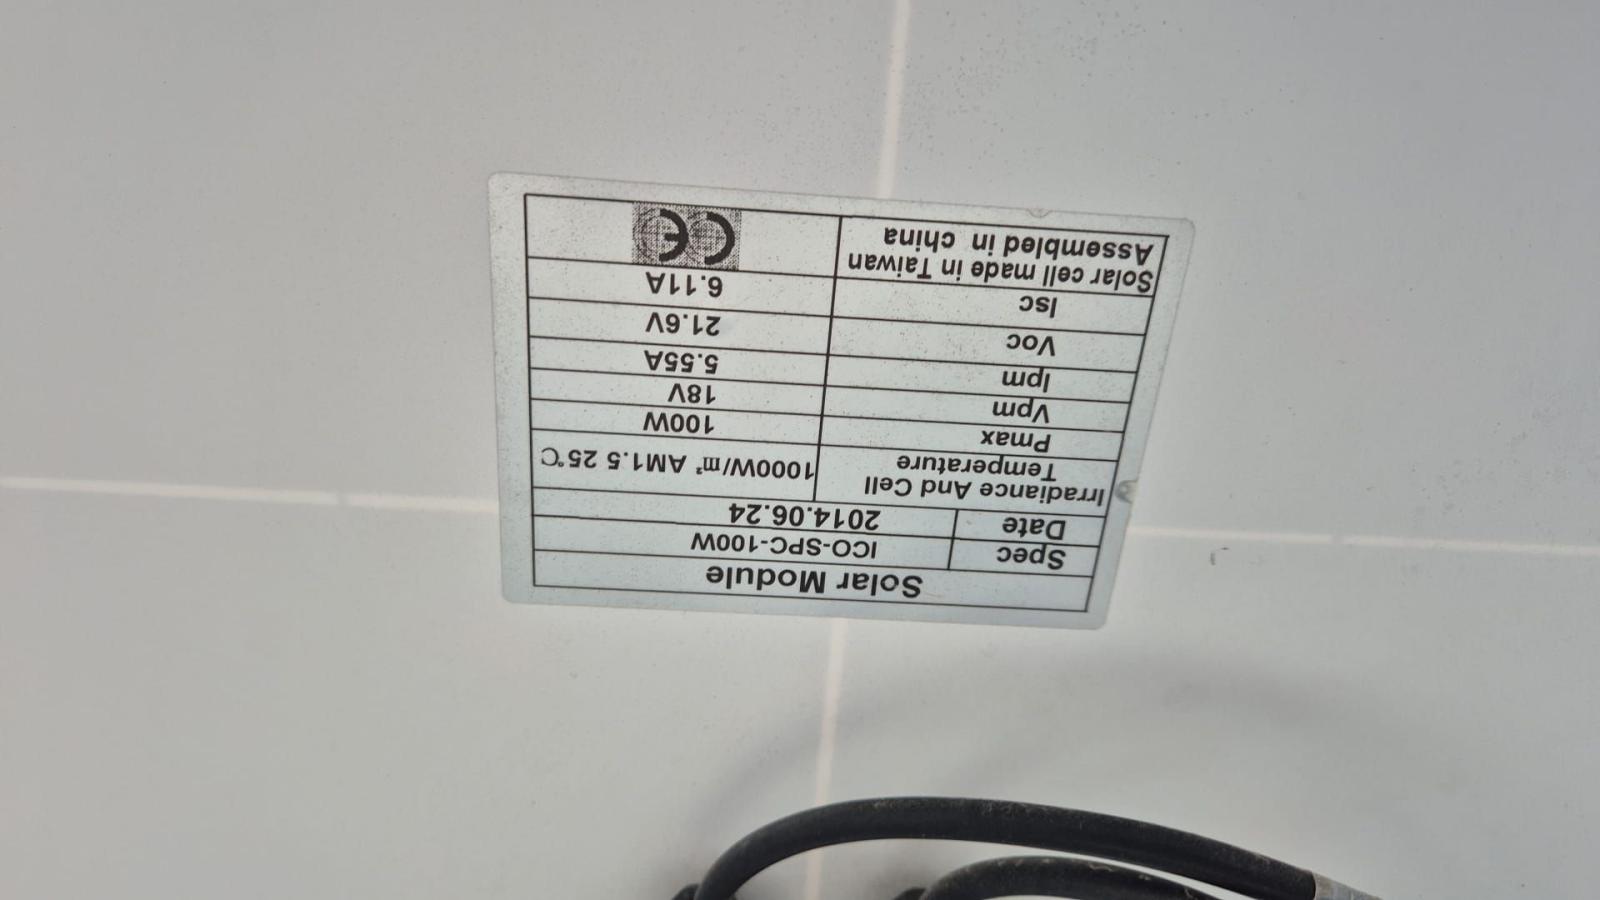 Solar Module
Spec ICO-SPC-100W
Date 2014.06.24
Irradiance And Cell
Temperature 1000W/m² AM1.5 25℃
Pmax 100W
Vpm 18V
Ipm 5.55A
Voc 21.6V
Isc 6.11A
Solar cell made in Taiwan
Assembled in china
CE